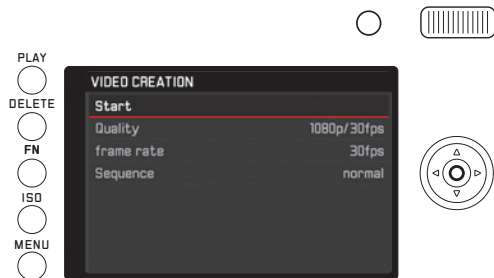 PLAY
DELETE
FN
ISO
MENU
VIDEO CREATION
Start
Quality 1080p/30fps
frame rate 30fps
Sequence normal